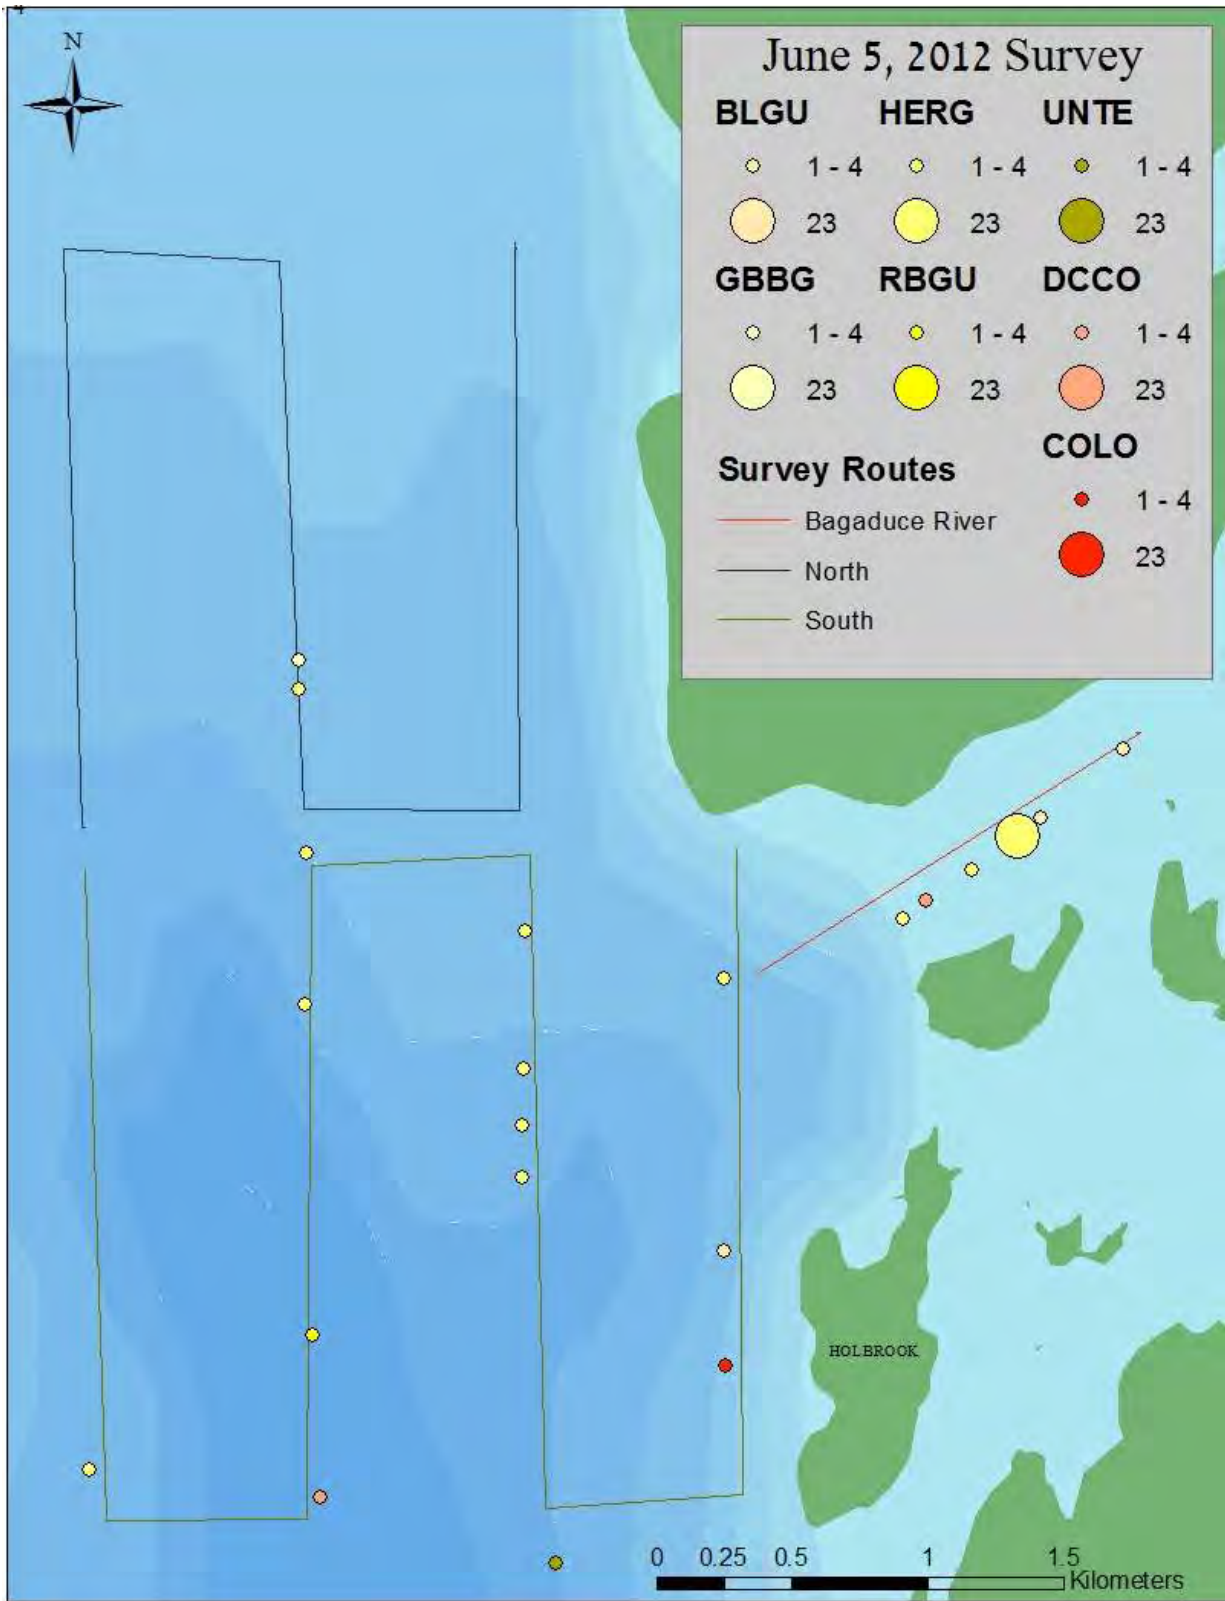 - 4
N
June 5, 2012 Survey
BLGU HERG UNTE
1 - 4 1 - 4 1 - 4
23 23 23
GBBG RBGU DCCO
1 - 4 1 - 4 1 - 4
23 23 23
COLO
Survey Routes
1 - 4
Bagaduce River
23
North
South
HOLBROOK
0 0.25 0.5 1 1.5
Kilometers